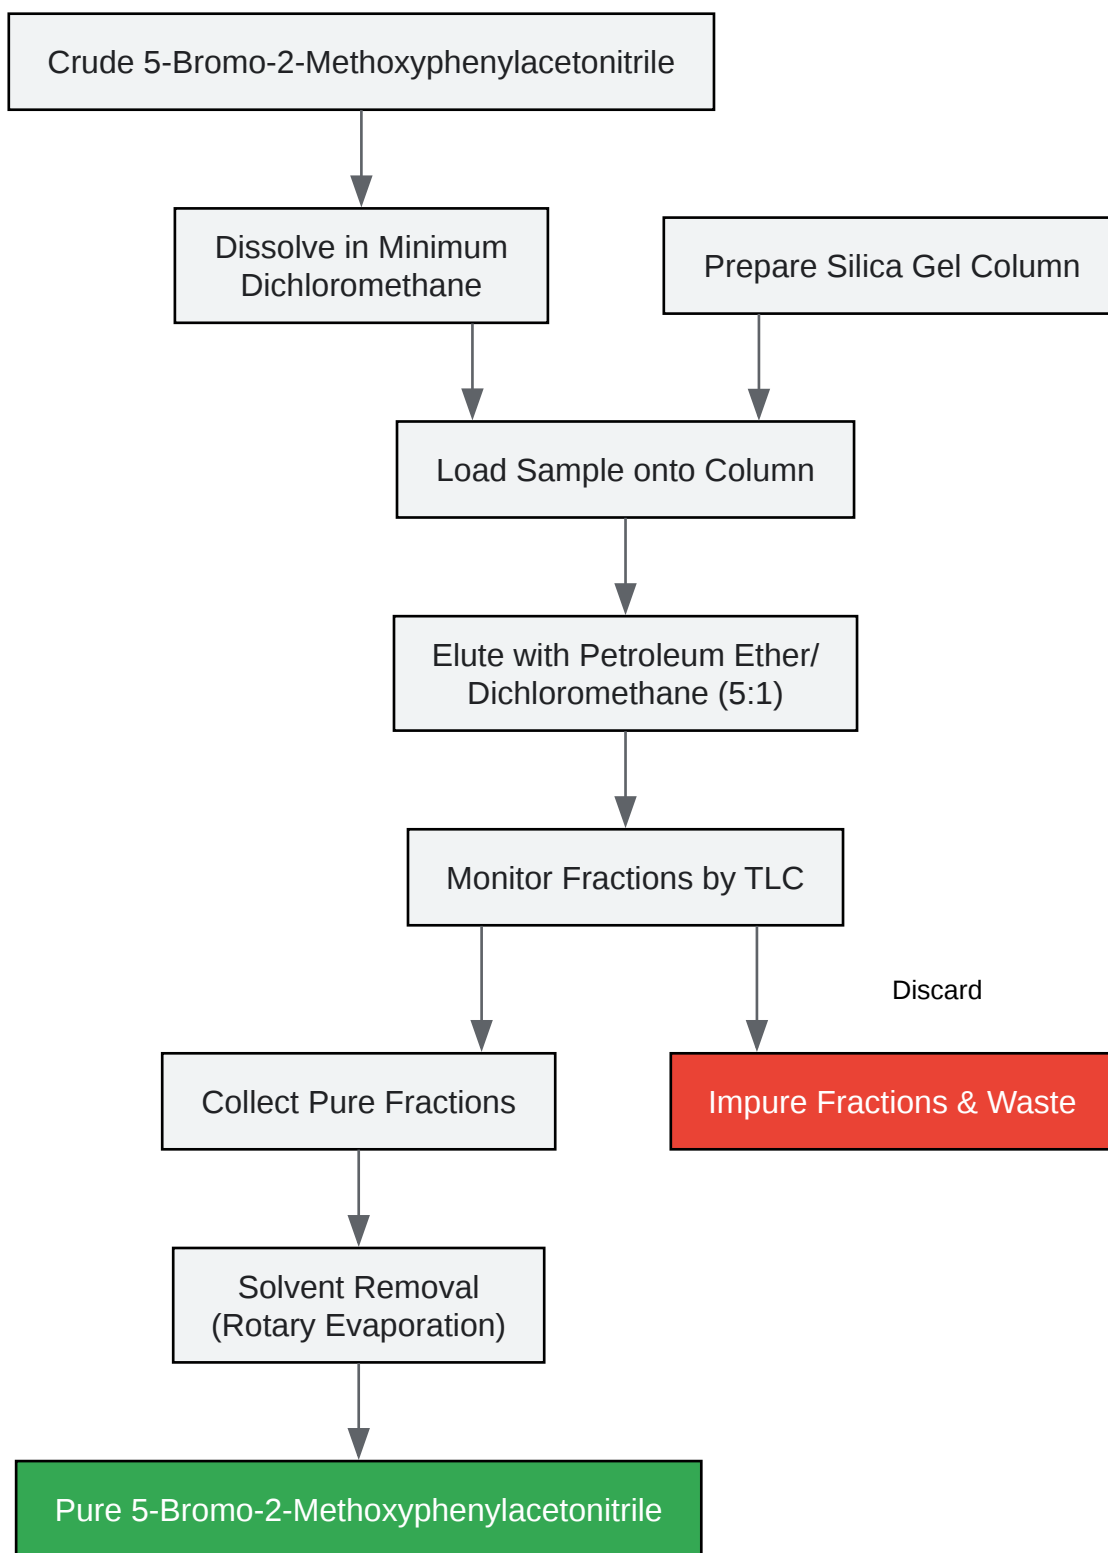 Crude 5-Bromo-2-Methoxyphenylacetonitrile
Dissolve in Minimum
Dichloromethane
Prepare Silica Gel Column
Load Sample onto Column
Elute with Petroleum Ether/
Dichloromethane (5:1)
Monitor Fractions by TLC
Discard
Collect Pure Fractions
Impure Fractions & Waste
Solvent Removal
(Rotary Evaporation)
Pure 5-Bromo-2-Methoxyphenylacetonitrile